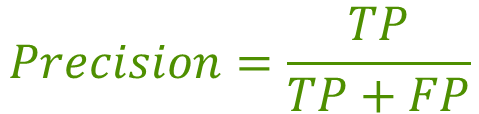 Precision = TP / TP + FP